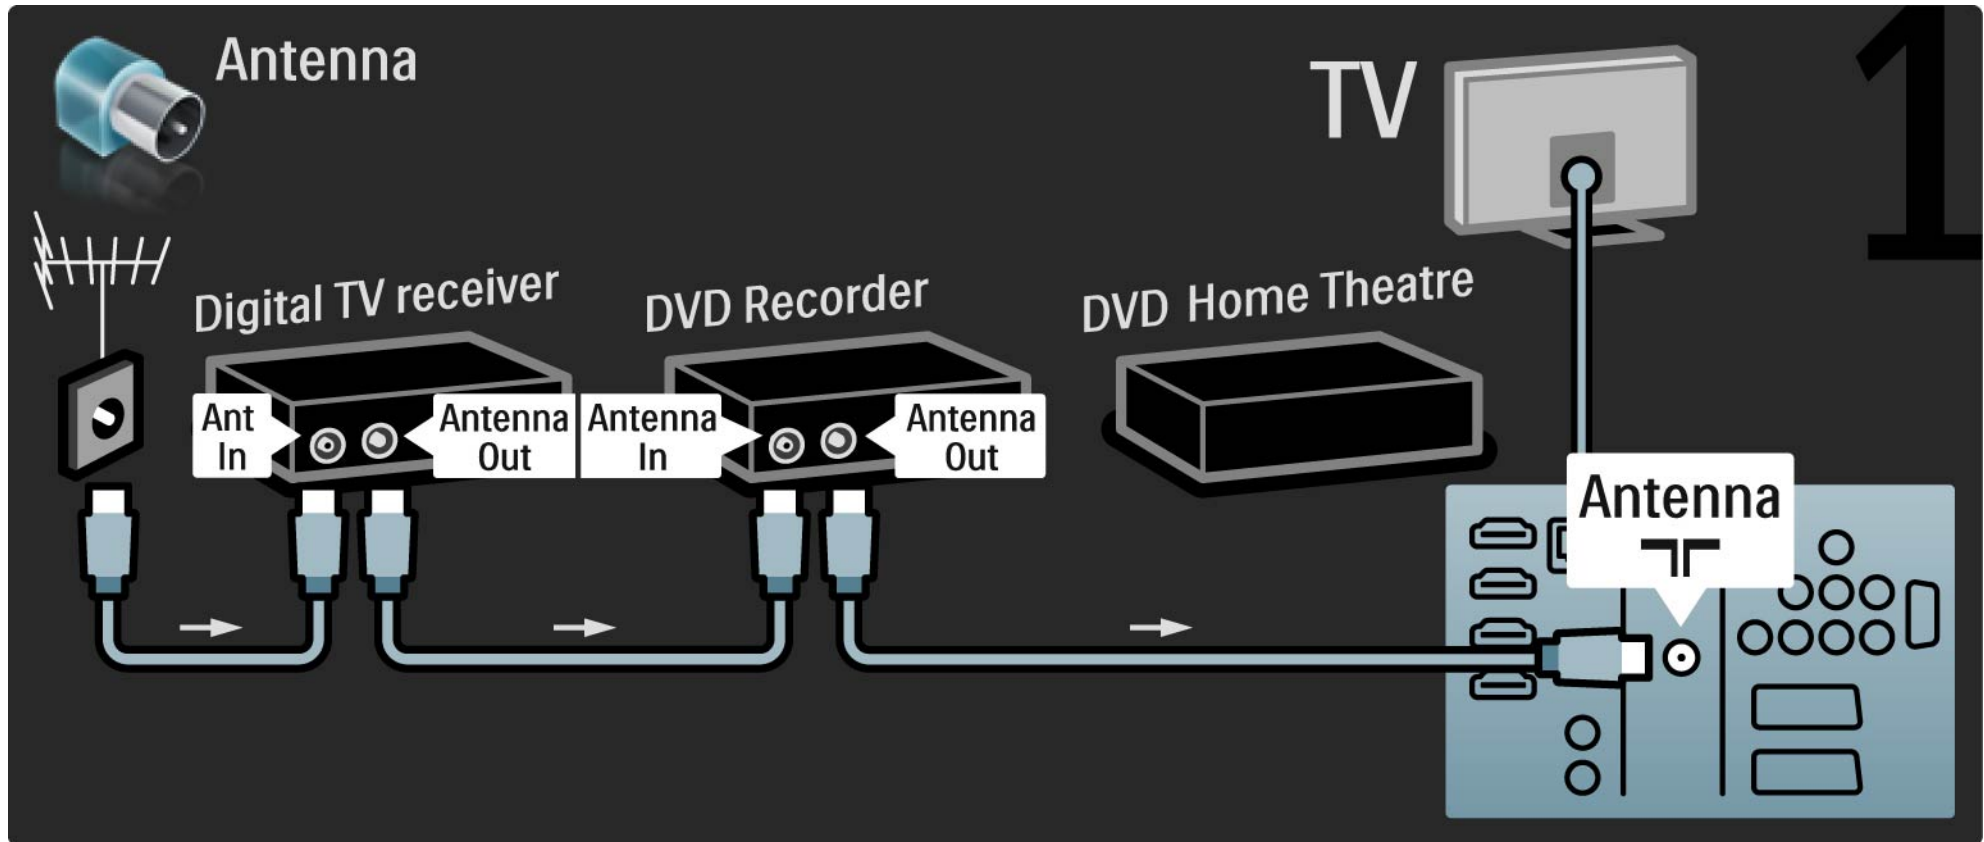 Antenna
TV
1
Digital TV receiver
DVD Recorder
DVD Home Theatre
Ant
In
Antenna
Out
Antenna
In
Antenna
Out
Antenna